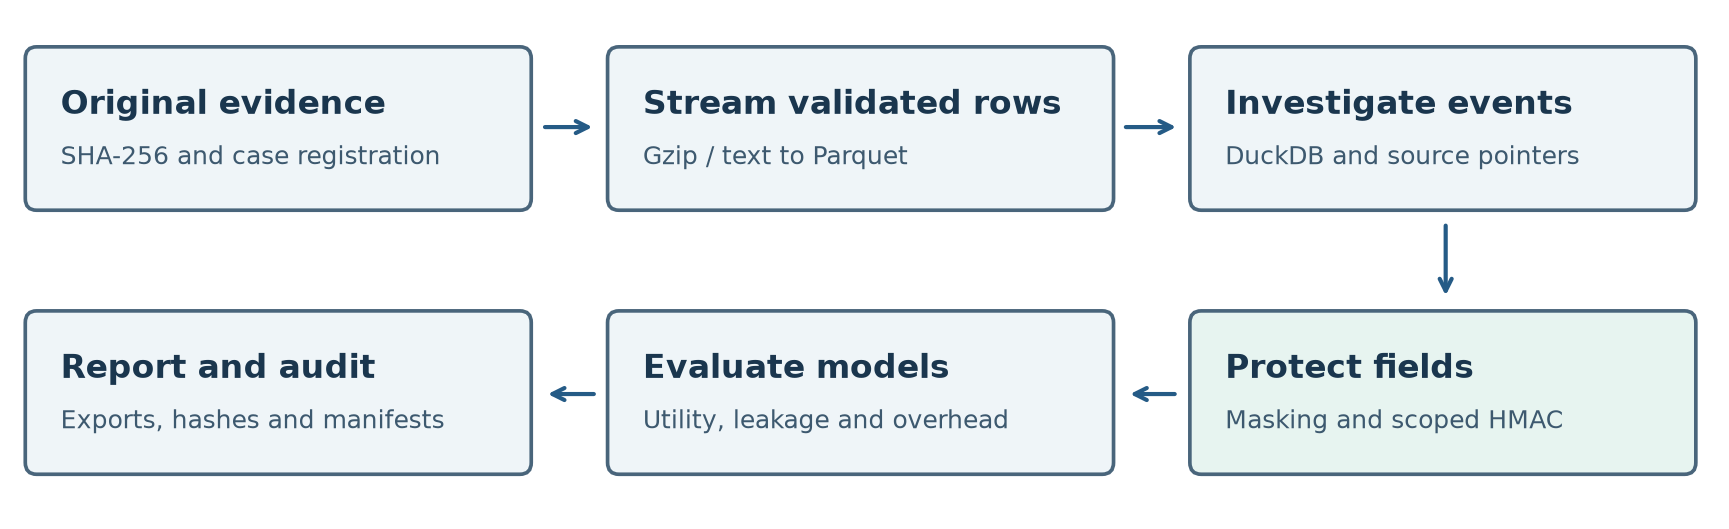 Original evidence
SHA-256 and case registration
Stream validated rows
Gzip / text to Parquet
Investigate events
DuckDB and source pointers
Protect fields
Masking and scoped HMAC
Evaluate models
Utility, leakage and overhead
Report and audit
Exports, hashes and manifests